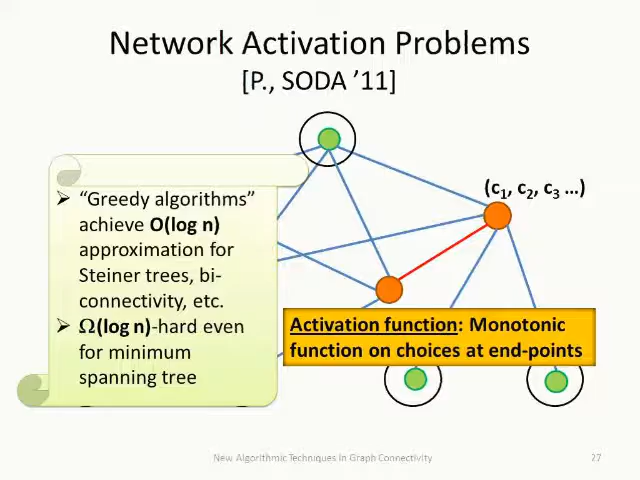 Network Activation Problems
[P., SODA ’11]
(c1, c2, c3 …)
➢ “Greedy algorithms”
achieve O(log n)
approximation for
Steiner trees, bi-
connectivity, etc.
➢ Ω(log n)-hard even
for minimum
spanning tree
Activation function: Monotonic
function on choices at end-points
New Algorithmic Techniques in Graph Connectivity
27